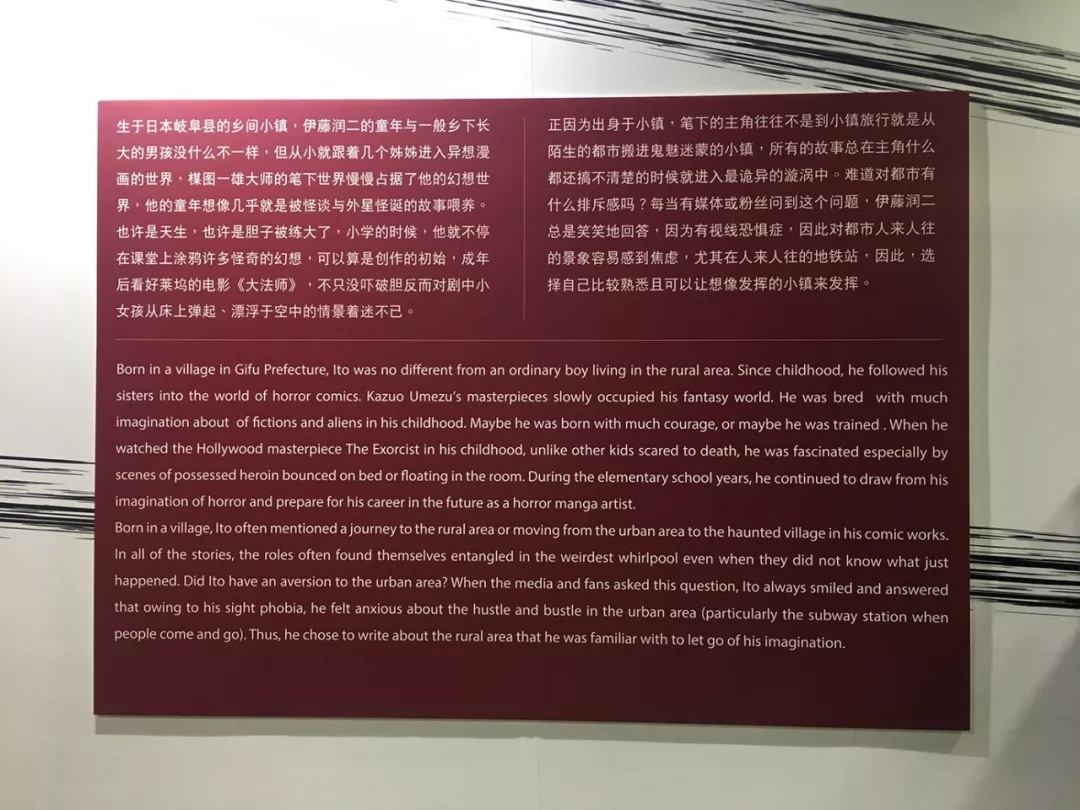 生于日本岐阜县的乡间小镇，伊藤润二的童年与一般乡下长
大的男孩没什么不一样，但从小就跟着几个姊姊进入异想漫
画的世界，楳图一雄大师的笔下世界慢慢占据了他的幻想世
界，他的童年想像几乎就是被怪谈与外星怪诞的故事喂养。
也许是天生，也许是胆子被练大了，小学的时候，他就不停
在课堂上涂鸦许多怪奇的幻想，可以算是创作的初始，成年
后看好莱坞的电影《大法师》，不只没吓破胆反而对剧中小
女孩从床上弹起、漂浮于空中的情景着迷不已。
正因为出身于小镇，笔下的主角往往不是到小镇旅行就是从
陌生的都市搬进鬼魅迷蒙的小镇，所有的故事总在主角什么
都还搞不清楚的时候就进入最诡异的漩涡中。难道对都市有
什么排斥感吗？每当有媒体或粉丝问到这个问题，伊藤润二
总是笑笑地回答，因为有视线恐惧症，因此对都市人来人往
的景象容易感到焦虑，尤其在人来人往的地铁站，因此，选
择自己比较熟悉且可以让想像发挥的小镇来发挥。
Born in a village in Gifu Prefecture, Ito was no different from an ordinary boy living in the rural area. Since childhood, he followed his
sisters into the world of horror comics. Kazuo Umezu's masterpieces slowly occupied his fantasy world. He was bred  with much
imagination about  of fictions and aliens in his childhood. Maybe he was born with much courage, or maybe he was trained . When he
watched the Hollywood masterpiece The Exorcist in his childhood, unlike other kids scared to death, he was fascinated especially by
scenes of possessed heroin bounced on bed or floating in the room. During the elementary school years, he continued to draw from his
imagination of horror and prepare for his career in the future as a horror manga artist.
Born in a village, Ito often mentioned a journey to the rural area or moving from the urban area to the haunted village in his comic works.
In all of the stories, the roles often found themselves entangled in the weirdest whirlpool even when they did not know what just
happened. Did Ito have an aversion to the urban area? When the media and fans asked this question, Ito always smiled and answered
that owing to his sight phobia, he felt anxious about the hustle and bustle in the urban area (particularly the subway station when
people come and go). Thus, he chose to write about the rural area that he was familiar with to let go of his imagination.